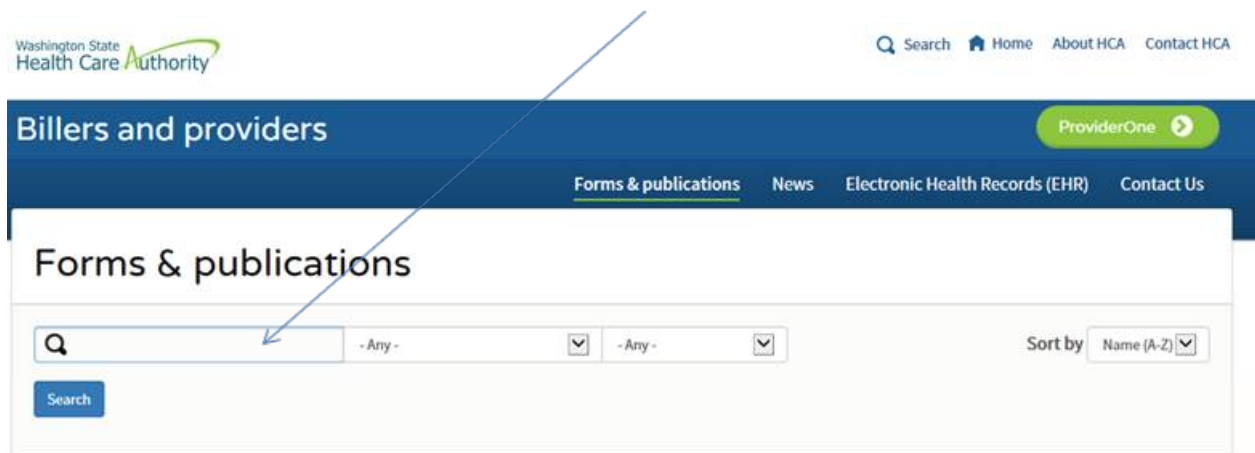 Washington State
Health Care Authority
Search Home About HCA Contact HCA
Billers and providers
ProviderOne
Forms & publications News Electronic Health Records (EHR) Contact Us
Forms & publications
- Any - - Any - Sort by Name (A-Z)
Search